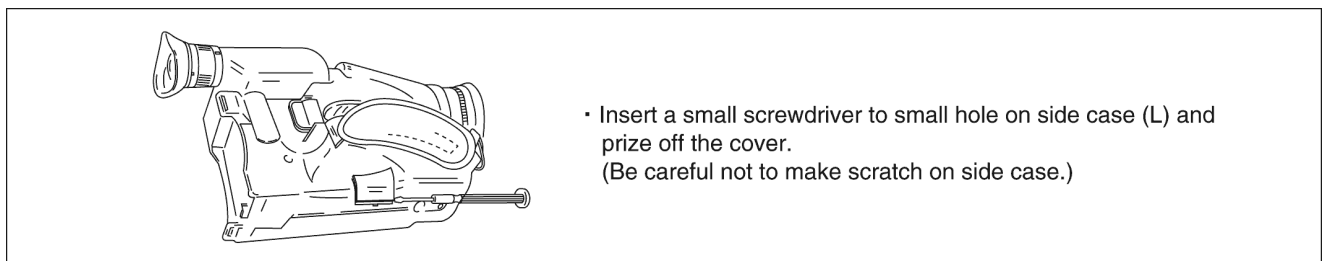 · Insert a small screwdriver to small hole on side case (L) and
prize off the cover.
(Be careful not to make scratch on side case.)